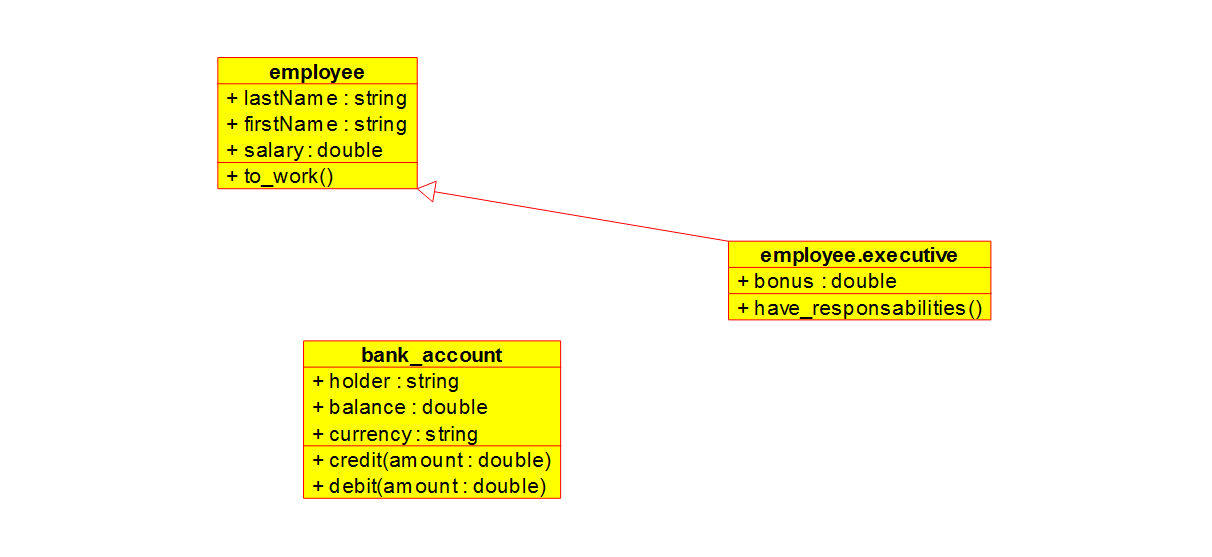 employee
+ lastName : string
+ firstName : string
+ salary : double
+ to_work()
employee.executive
+ bonus : double
+ have_responsabilities()
bank_account
+ holder : string
+ balance : double
+ currency : string
+ credit(amount : double)
+ debit(amount : double)